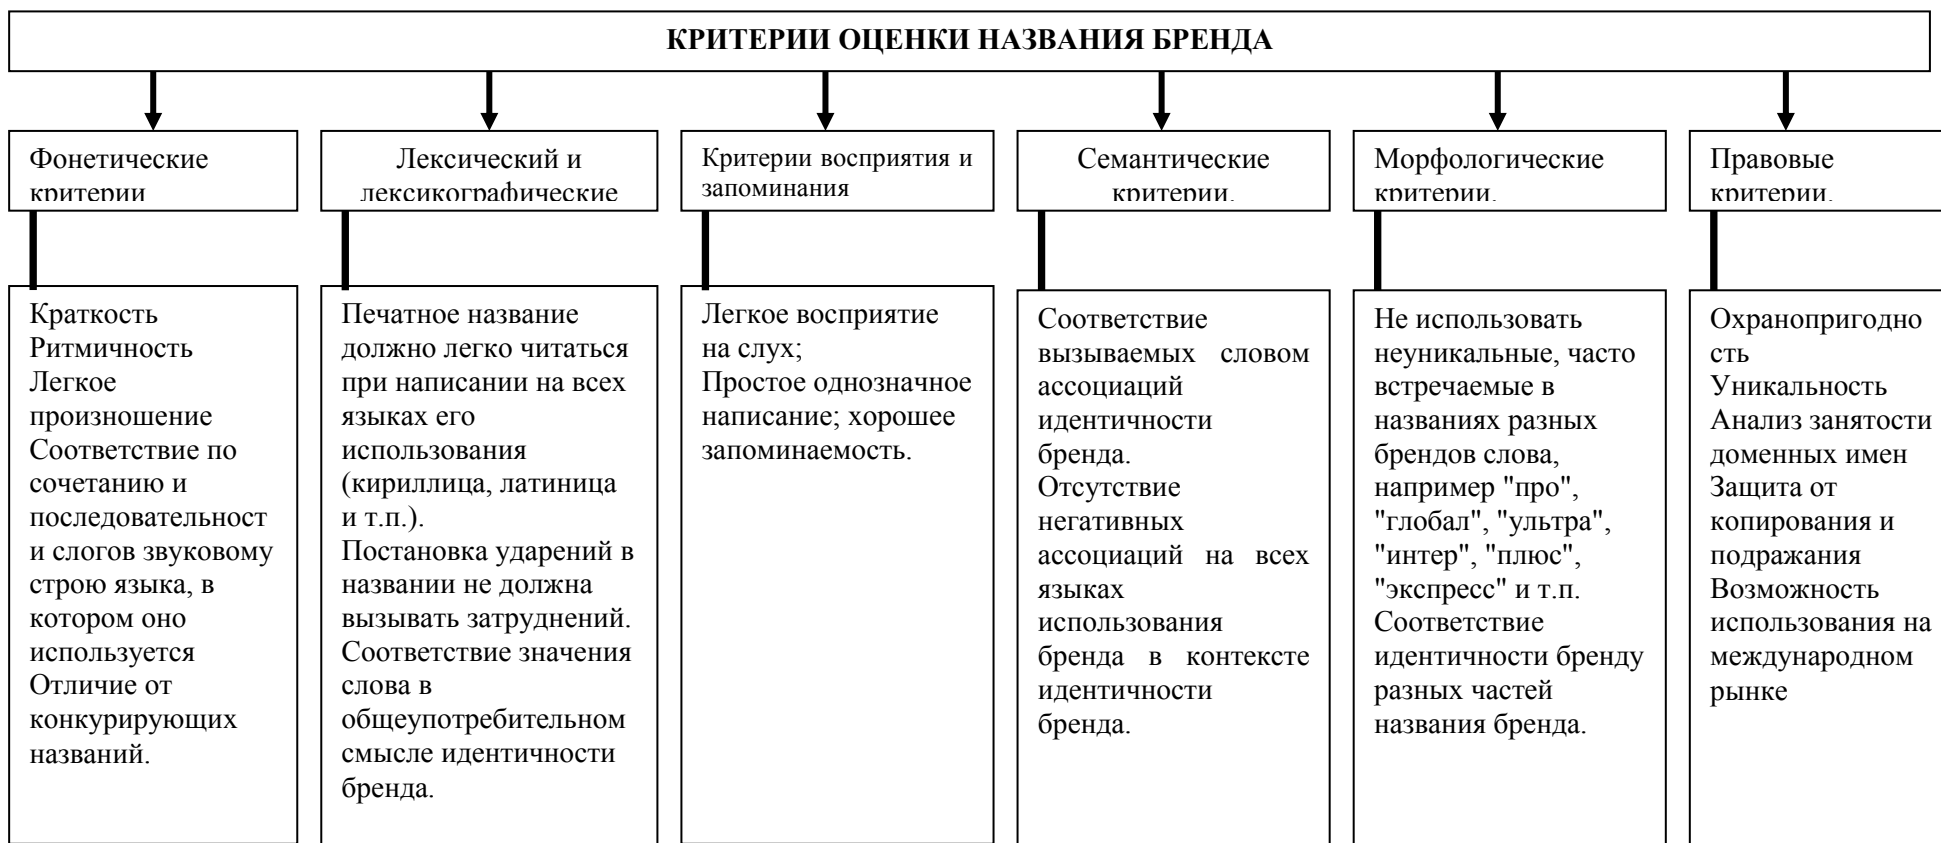 КРИТЕРИИ ОЦЕНКИ НАЗВАНИЯ БРЕНДА
Фонетические
критерии
Лексический и
лексикографические
Критерии восприятия и
запоминания
Семантические
критерии.
Морфологические
критерии.
Правовые
критерии.
Краткость
Ритмичность
Легкое
произношение
Соответствие по
сочетанию и
последовательност
и слогов звуковому
строю языка, в
котором оно
используется
Отличие от
конкурирующих
названий.
Печатное название
должно легко читаться
при написании на всех
языках его
использования
(кириллица, латиница
и т.п.).
Постановка ударений в
названии не должна
вызывать затруднений.
Соответствие значения
слова в
общеупотребительном
смысле идентичности
бренда.
Легкое восприятие
на слух;
Простое однозначное
написание; хорошее
запоминаемость.
Соответствие
вызываемых словом
ассоциаций
идентичности
бренда.
Отсутствие
негативных
ассоциаций на всех
языках
использования
бренда в контексте
идентичности
бренда.
Не использовать
неуникальные, часто
встречаемые в
названиях разных
брендов слова,
например "про",
"глобал", "ультра",
"интер", "плюс",
"экспресс" и т.п.
Соответствие
идентичности бренду
разных частей
названия бренда.
Охранопригодно
сть
Уникальность
Анализ занятости
доменных имен
Защита от
копирования и
подражания
Возможность
использования на
международном
рынке